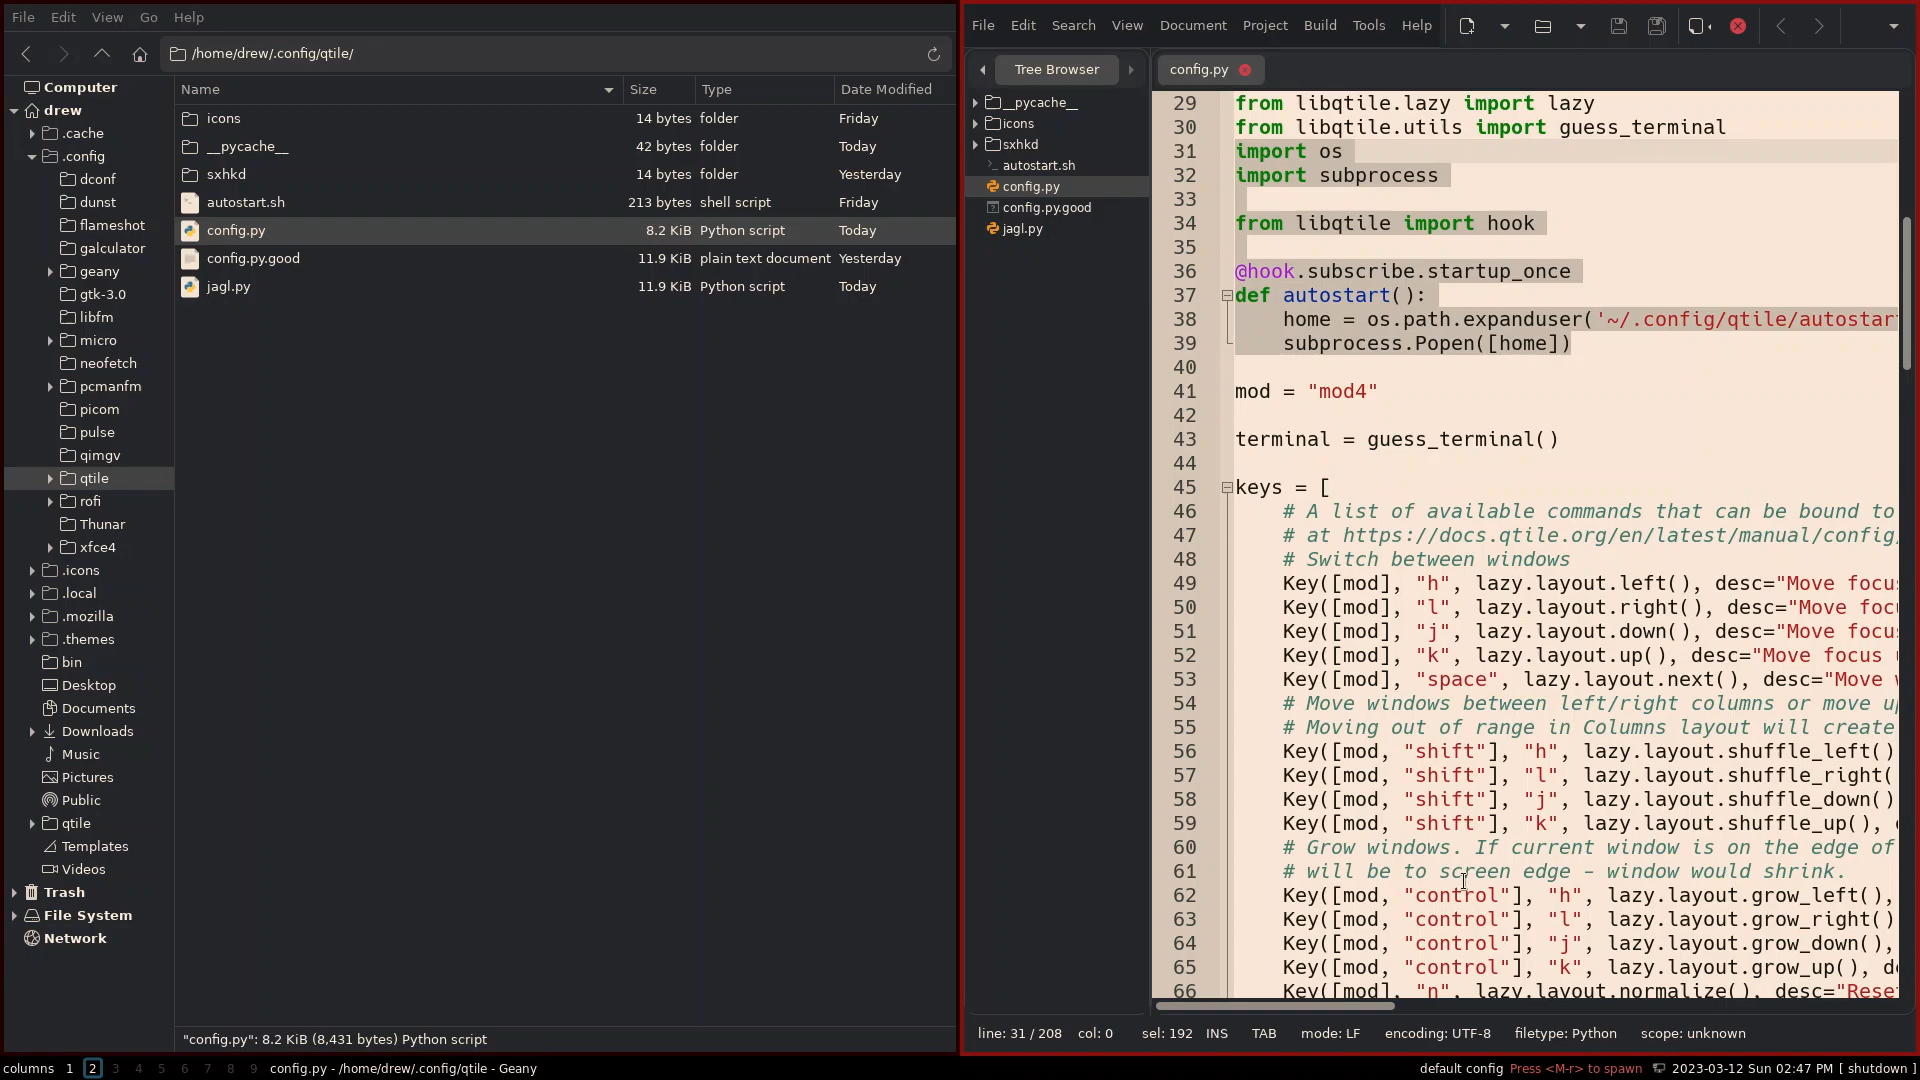 File Edit View Go Help
/home/drew/.config/qtile/
Computer
drew
.cache
.config
dconf
dunst
flameshot
galculator
geany
gtk-3.0
libfm
micro
neofetch
pcmanfm
picom
pulse
qimgv
qtile
rofi
Thunar
xfce4
.icons
.local
.mozilla
.themes
bin
Desktop
Documents
Downloads
Music
Pictures
Public
qtile
Templates
Videos
Trash
File System
Network
Name Size Type Date Modified
icons 14 bytes folder Friday
__pycache__ 42 bytes folder Today
sxhkd 14 bytes folder Yesterday
autostart.sh 213 bytes shell script Friday
config.py 8.2 KiB Python script Today
config.py.good 11.9 KiB plain text document Yesterday
jagl.py 11.9 KiB Python script Today
"config.py": 8.2 KiB (8,431 bytes) Python script
File Edit Search View Document Project Build Tools Help
Tree Browser
__pycache__
icons
sxhkd
autostart.sh
config.py
config.py.good
jagl.py
config.py
29 from libqtile.lazy import lazy
30 from libqtile.utils import guess_terminal
31 import os
32 import subprocess
33
34 from libqtile import hook
35
36 @hook.subscribe.startup_once
37 def autostart():
38 home = os.path.expanduser('~/.config/qtile/autostar
39 subprocess.Popen([home])
40
41 mod = "mod4"
42
43 terminal = guess_terminal()
44
45 keys = [
46 # A list of available commands that can be bound to
47 # at https://docs.qtile.org/en/latest/manual/config/
48 # Switch between windows
49 Key([mod], "h", lazy.layout.left(), desc="Move focus
50 Key([mod], "l", lazy.layout.right(), desc="Move focu
51 Key([mod], "j", lazy.layout.down(), desc="Move focus
52 Key([mod], "k", lazy.layout.up(), desc="Move focus u
53 Key([mod], "space", lazy.layout.next(), desc="Move w
54 # Move windows between left/right columns or move up
55 # Moving out of range in Columns layout will create
56 Key([mod, "shift"], "h", lazy.layout.shuffle_left()
57 Key([mod, "shift"], "l", lazy.layout.shuffle_right(
58 Key([mod, "shift"], "j", lazy.layout.shuffle_down()
59 Key([mod, "shift"], "k", lazy.layout.shuffle_up(), d
60 # Grow windows. If current window is on the edge of
61 # will be to screen edge - window would shrink.
62 Key([mod, "control"], "h", lazy.layout.grow_left(),
63 Key([mod, "control"], "l", lazy.layout.grow_right()
64 Key([mod, "control"], "j", lazy.layout.grow_down(),
65 Key([mod, "control"], "k", lazy.layout.grow_up(), de
66 Key([mod], "n", lazy.layout.normalize(), desc="Rese
line: 31 / 208 col: 0 sel: 192 INS TAB mode: LF encoding: UTF-8 filetype: Python scope: unknown
columns 1 2 3 4 5 6 7 8 9 config.py - /home/drew/.config/qtile - Geany default config Press <M-r> to spawn 2023-03-12 Sun 02:47 PM [ shutdown ]